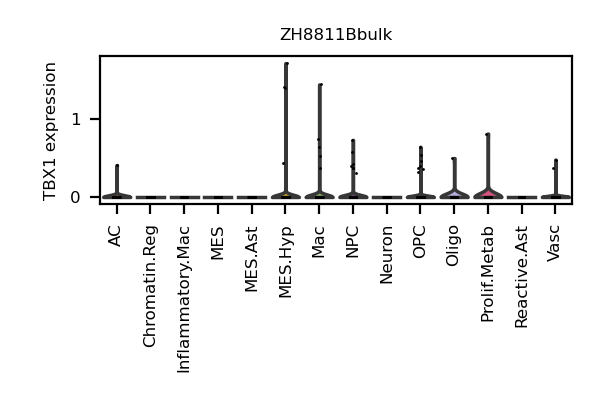 ZH8811Bbulk
TBX1 expression
1
0
AC
Chromatin.Reg
Inflammatory.Mac
MES
MES.Ast
MES.Hyp
Mac
NPC
Neuron
OPC
Oligo
Prolif.Metab
Reactive.Ast
Vasc